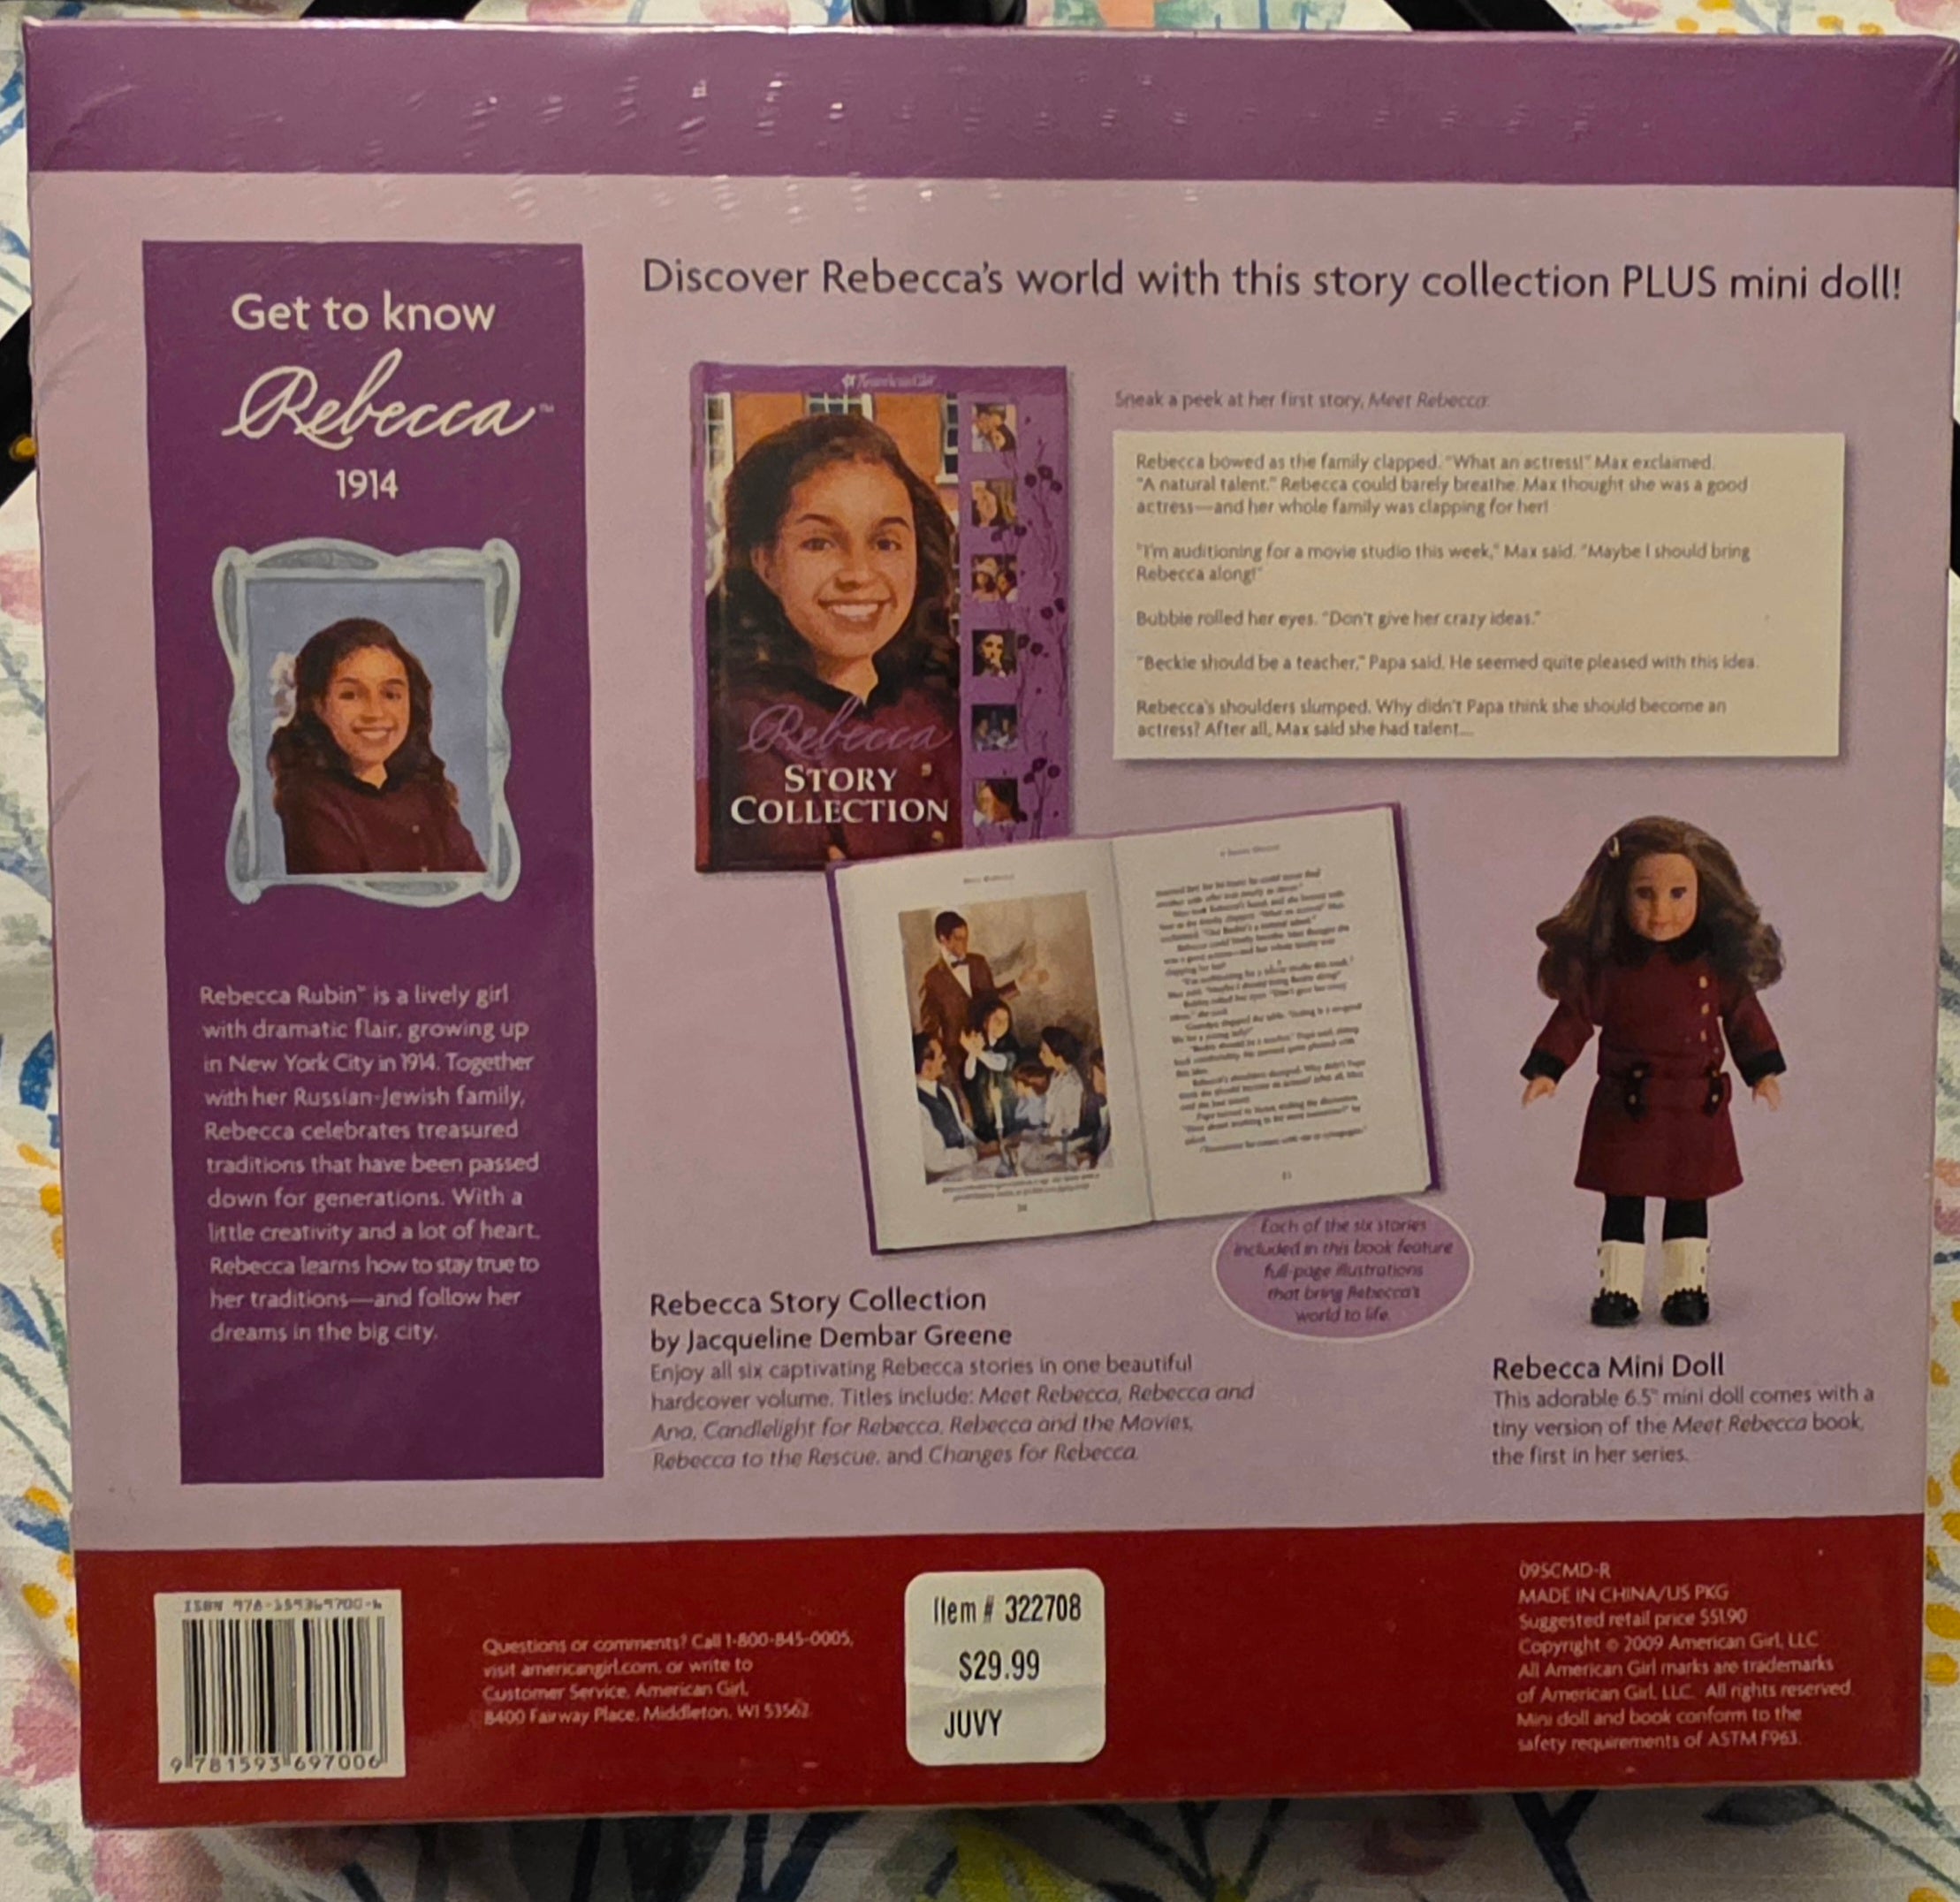 Get to know
Rebecca™
1914
Rebecca Rubin™ is a lively girl
with dramatic flair, growing up
in New York City in 1914. Together
with her Russian-Jewish family,
Rebecca celebrates treasured
traditions that have been passed
down for generations. With a
little creativity and a lot of heart,
Rebecca learns how to stay true to
her traditions—and follow her
dreams in the big city.
Discover Rebecca's world with this story collection PLUS mini doll!
American Girl
Rebecca
STORY
COLLECTION
Sneak a peek at her first story, Meet Rebecca:
Rebecca bowed as the family clapped. "What an actress!" Max exclaimed.
"A natural talent." Rebecca could barely breathe. Max thought she was a good
actress—and her whole family was clapping for her!
"I'm auditioning for a movie studio this week," Max said. "Maybe I should bring
Rebecca along!"
Bubbie rolled her eyes. "Don't give her crazy ideas."
"Beckie should be a teacher," Papa said. He seemed quite pleased with this idea.
Rebecca's shoulders slumped. Why didn't Papa think she should become an
actress? After all, Max said she had talent....
Each of the six stories
included in this book feature
full-page illustrations
that bring Rebecca's
world to life.
Rebecca Story Collection
by Jacqueline Dembar Greene
Enjoy all six captivating Rebecca stories in one beautiful
hardcover volume. Titles include: Meet Rebecca, Rebecca and
Ana, Candlelight for Rebecca, Rebecca and the Movies,
Rebecca to the Rescue, and Changes for Rebecca.
Rebecca Mini Doll
This adorable 6.5" mini doll comes with a
tiny version of the Meet Rebecca book,
the first in her series.
ISBN 978-159369700-6
9 781593 697006
Questions or comments? Call 1-800-845-0005,
visit americangirl.com, or write to
Customer Service, American Girl,
8400 Fairway Place, Middleton, WI 53562
Item # 322708
$29.99
JUVY
09SCMD-R
MADE IN CHINA/US PKG
Suggested retail price $51.90
Copyright © 2009 American Girl, LLC
All American Girl marks are trademarks
of American Girl, LLC. All rights reserved.
Mini doll and book conform to the
safety requirements of ASTM F963.